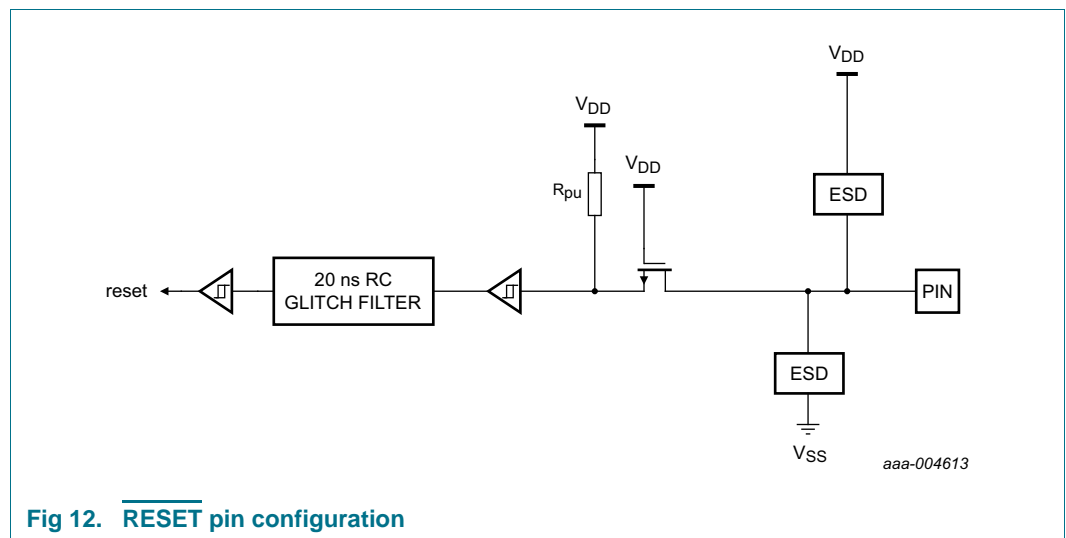 VDD
VDD
VDD
Rpu
ESD
reset
20 ns RC
GLITCH FILTER
PIN
ESD
VSS
aaa-004613
Fig 12. RESET pin configuration